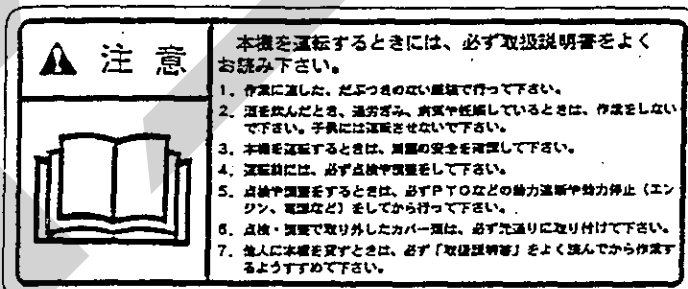 注 意
本機を運転するときには、必ず取扱説明書をよく
お読み下さい。
1. 作業に適した、だぶつきのない服装で行って下さい。
2. 酒を飲んだとき、過労ぎみ、病気や妊娠しているときは、作業をしない
で下さい。子供には運転させないで下さい。
3. 本機を運転するときは、周囲の安全を確認して下さい。
4. 運転前には、必ず点検や調整をして下さい。
5. 点検や調整をするときは、必ずPTOなどの動力遮断や動力停止（エン
ジン、電源など）をしてから行って下さい。
6. 点検・調整で取り外したカバー類は、必ず元通りに取り付けて下さい。
7. 他人に本機を貸すときは、必ず「取扱説明書」をよく読んでから作業す
るようすすめて下さい。